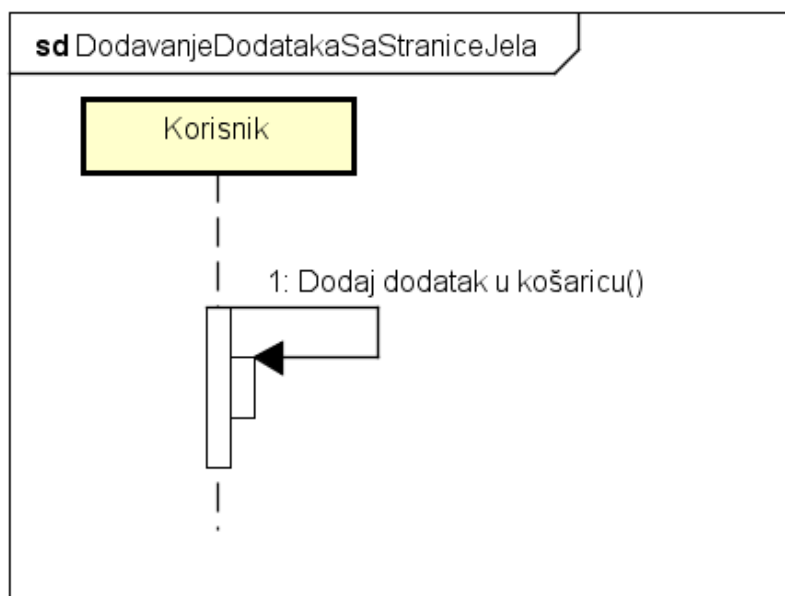 sd DodavanjeDodatakaSaStraniceJela
Korisnik
1: Dodaj dodatak u košaricu()